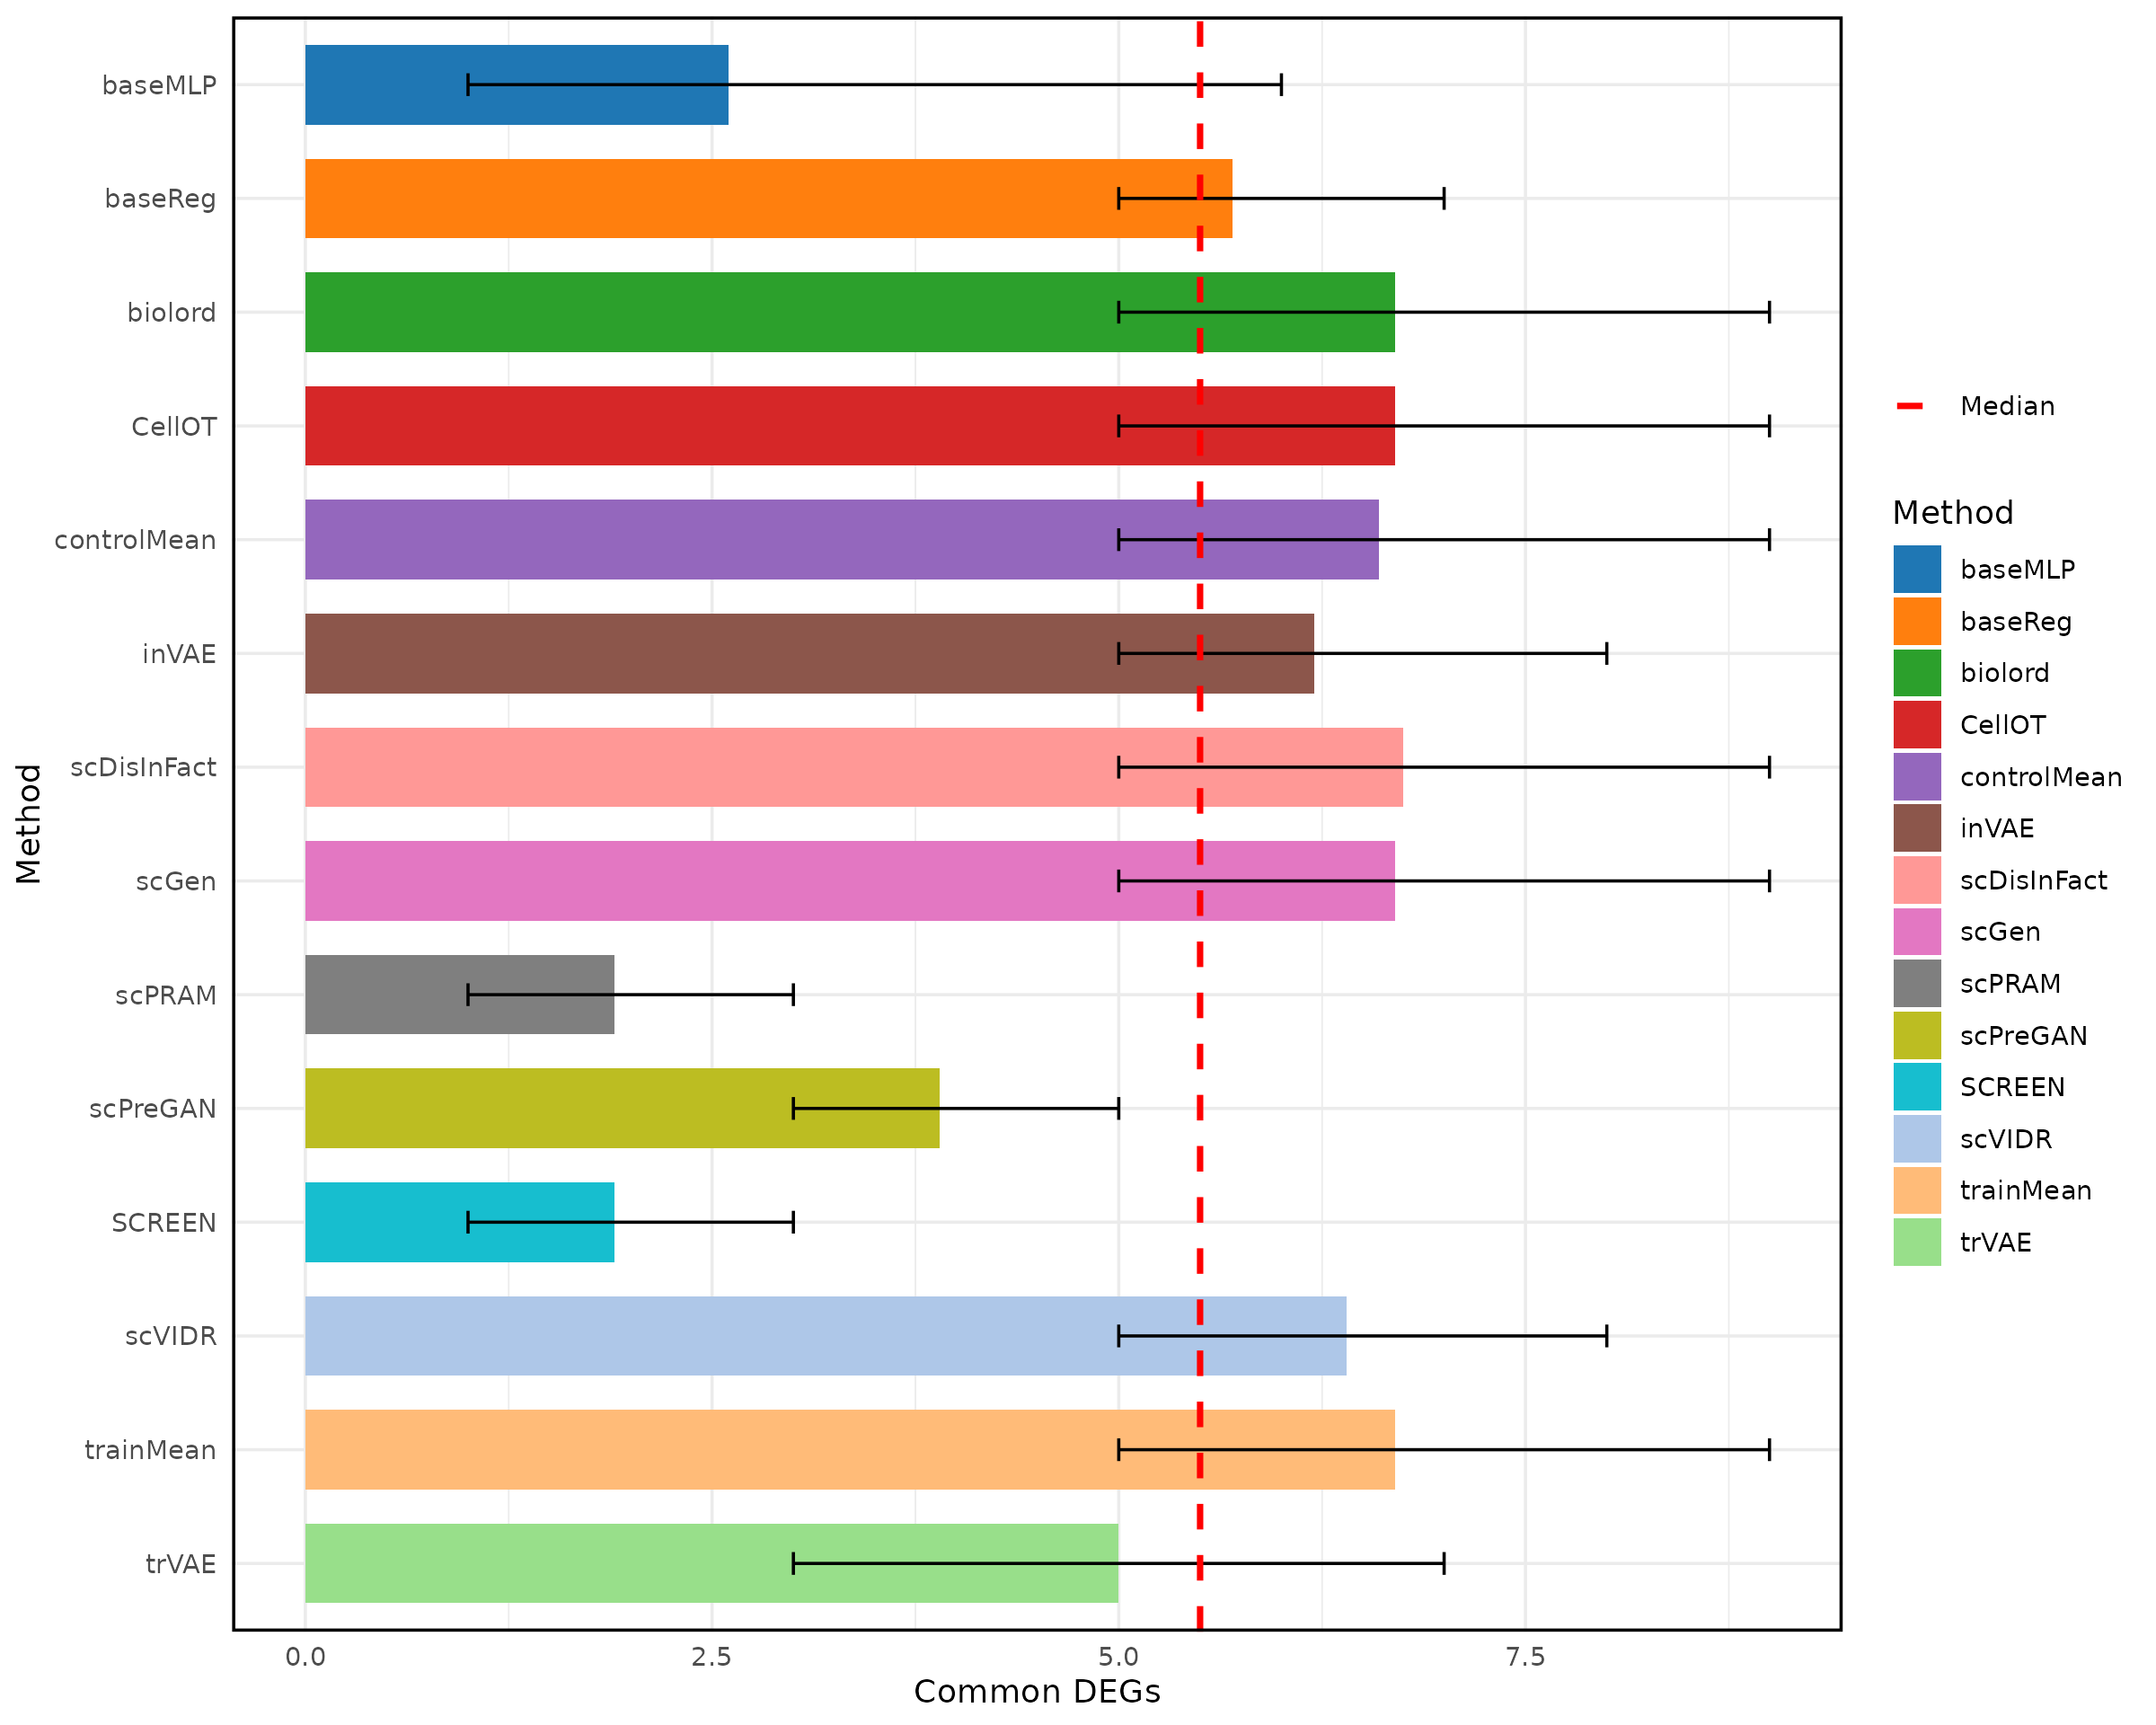 baseMLP
baseReg
biolord
CellOT
controlMean
inVAE
scDisInFact
scGen
scPRAM
scPreGAN
SCREEN
scVIDR
trainMean
trVAE
Method
0.0 2.5 5.0 7.5
Common DEGs
Median
Method
baseMLP
baseReg
biolord
CellOT
controlMean
inVAE
scDisInFact
scGen
scPRAM
scPreGAN
SCREEN
scVIDR
trainMean
trVAE